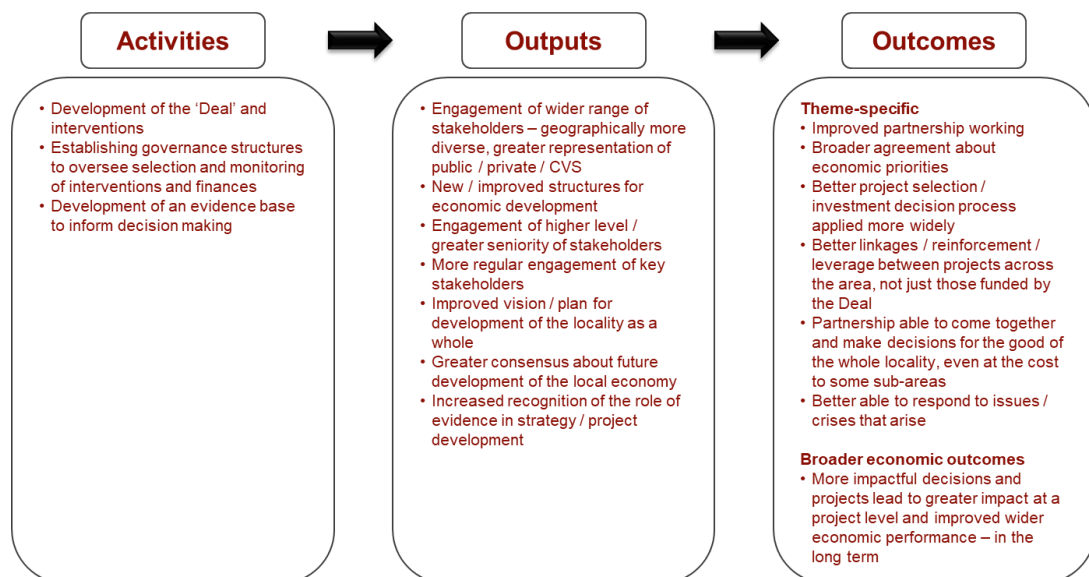 Activities
Outputs
Outcomes
• Development of the ‘Deal’ and
interventions
• Establishing governance structures
to oversee selection and monitoring
of interventions and finances
• Development of an evidence base
to inform decision making
• Engagement of wider range of
stakeholders – geographically more
diverse, greater representation of
public / private / CVS
• New / improved structures for
economic development
• Engagement of higher level /
greater seniority of stakeholders
• More regular engagement of key
stakeholders
• Improved vision / plan for
development of the locality as a
whole
• Greater consensus about future
development of the local economy
• Increased recognition of the role of
evidence in strategy / project
development
Theme-specific
• Improved partnership working
• Broader agreement about
economic priorities
• Better project selection /
investment decision process
applied more widely
• Better linkages / reinforcement /
leverage between projects across
the area, not just those funded by
the Deal
• Partnership able to come together
and make decisions for the good of
the whole locality, even at the cost
to some sub-areas
• Better able to respond to issues /
crises that arise
Broader economic outcomes
• More impactful decisions and
projects lead to greater impact at a
project level and improved wider
economic performance – in the
long term